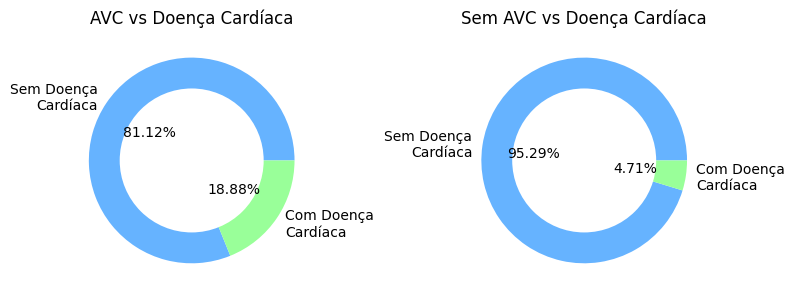 AVC vs Doença Cardíaca
Sem Doença
Cardíaca
81.12%
18.88%
Com Doença
Cardíaca
Sem AVC vs Doença Cardíaca
Sem Doença
Cardíaca
95.29%
4.71%
Com Doença
Cardíaca